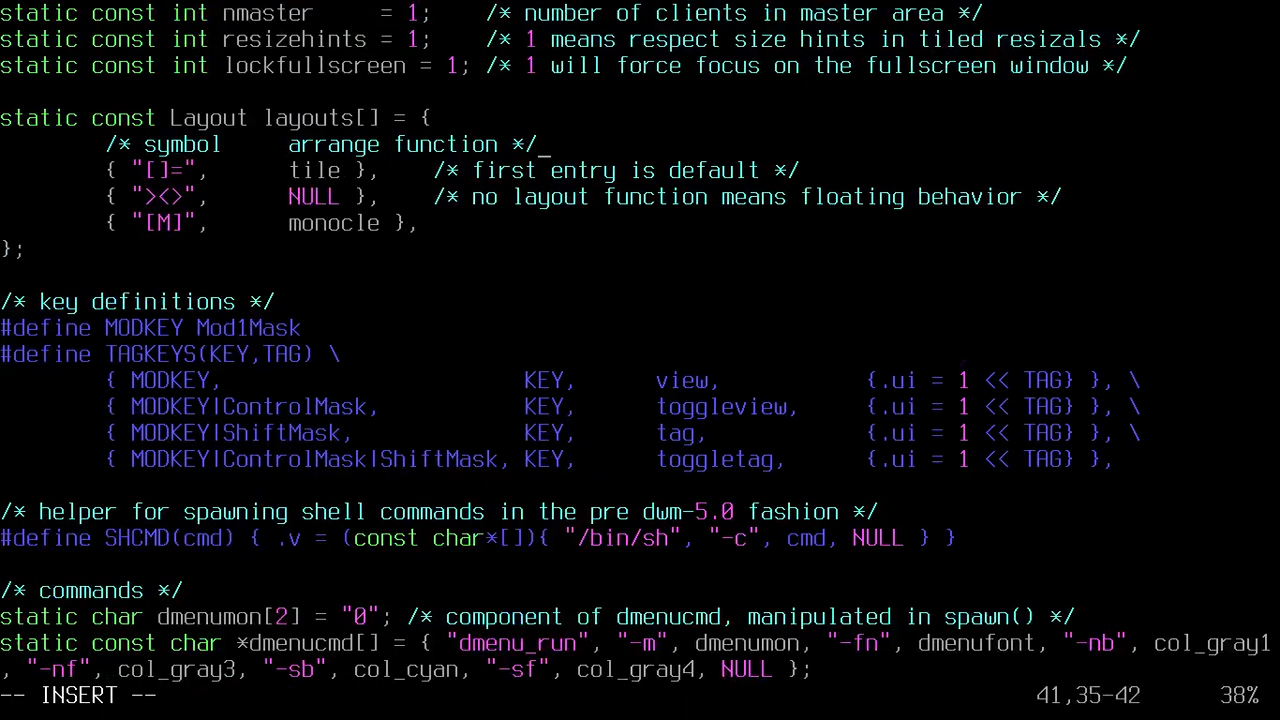 static const int nmaster     = 1;    /* number of clients in master area */
static const int resizehints = 1;    /* 1 means respect size hints in tiled resizals */
static const int lockfullscreen = 1; /* 1 will force focus on the fullscreen window */
static const Layout layouts[] = {
        /* symbol     arrange function */
        { "[]=",      tile },    /* first entry is default */
        { "><>",      NULL },    /* no layout function means floating behavior */
        { "[M]",      monocle },
};
/* key definitions */
#define MODKEY Mod1Mask
#define TAGKEYS(KEY,TAG) \
        { MODKEY,                       KEY,      view,           {.ui = 1 << TAG} }, \
        { MODKEY|ControlMask,           KEY,      toggleview,     {.ui = 1 << TAG} }, \
        { MODKEY|ShiftMask,             KEY,      tag,            {.ui = 1 << TAG} }, \
        { MODKEY|ControlMask|ShiftMask, KEY,      toggletag,      {.ui = 1 << TAG} },
/* helper for spawning shell commands in the pre dwm-5.0 fashion */
#define SHCMD(cmd) { .v = (const char*[]){ "/bin/sh", "-c", cmd, NULL } }
/* commands */
static char dmenumon[2] = "0"; /* component of dmenucmd, manipulated in spawn() */
static const char *dmenucmd[] = { "dmenu_run", "-m", dmenumon, "-fn", dmenufont, "-nb", col_gray1
, "-nf", col_gray3, "-sb", col_cyan, "-sf", col_gray4, NULL };
-- INSERT --                                                                   41,35-42      38%